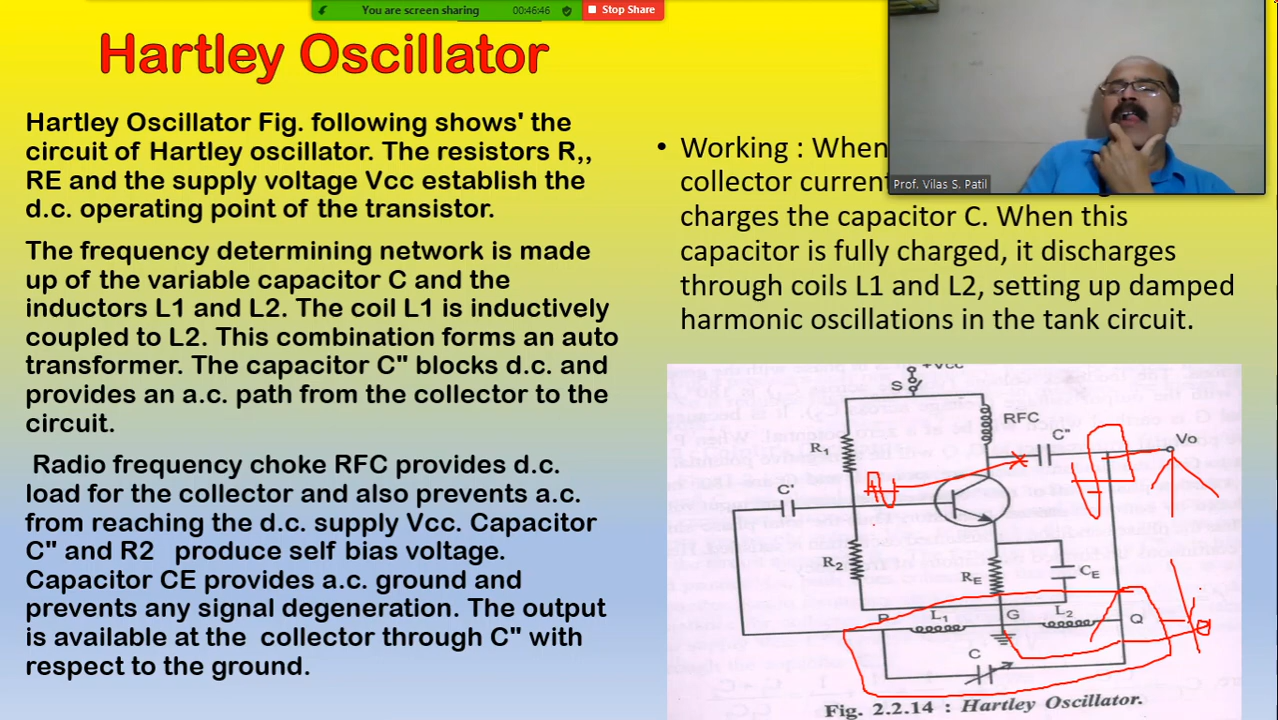 You are screen sharing
00:46:46
Stop Share
Hartley Oscillator
Hartley Oscillator Fig. following shows' the
circuit of Hartley oscillator. The resistors R,,
RE and the supply voltage Vcc establish the
d.c. operating point of the transistor.
The frequency determining network is made
up of the variable capacitor C and the
inductors L1 and L2. The coil L1 is inductively
coupled to L2. This combination forms an auto
transformer. The capacitor C" blocks d.c. and
provides an a.c. path from the collector to the
circuit.
Radio frequency choke RFC provides d.c.
load for the collector and also prevents a.c.
from reaching the d.c. supply Vcc. Capacitor
C" and R2 produce self bias voltage.
Capacitor CE provides a.c. ground and
prevents any signal degeneration. The output
is available at the collector through C" with
respect to the ground.
Prof. Vilas S. Patil
• Working : When
collector current
charges the capacitor C. When this
capacitor is fully charged, it discharges
through coils L1 and L2, setting up damped
harmonic oscillations in the tank circuit.
+Vcc
S
RFC
R1
C"
Vo
C'
R2
RE
CE
L1
G
L2
Q
C
Fig. 2.2.14 : Hartley Oscillator.